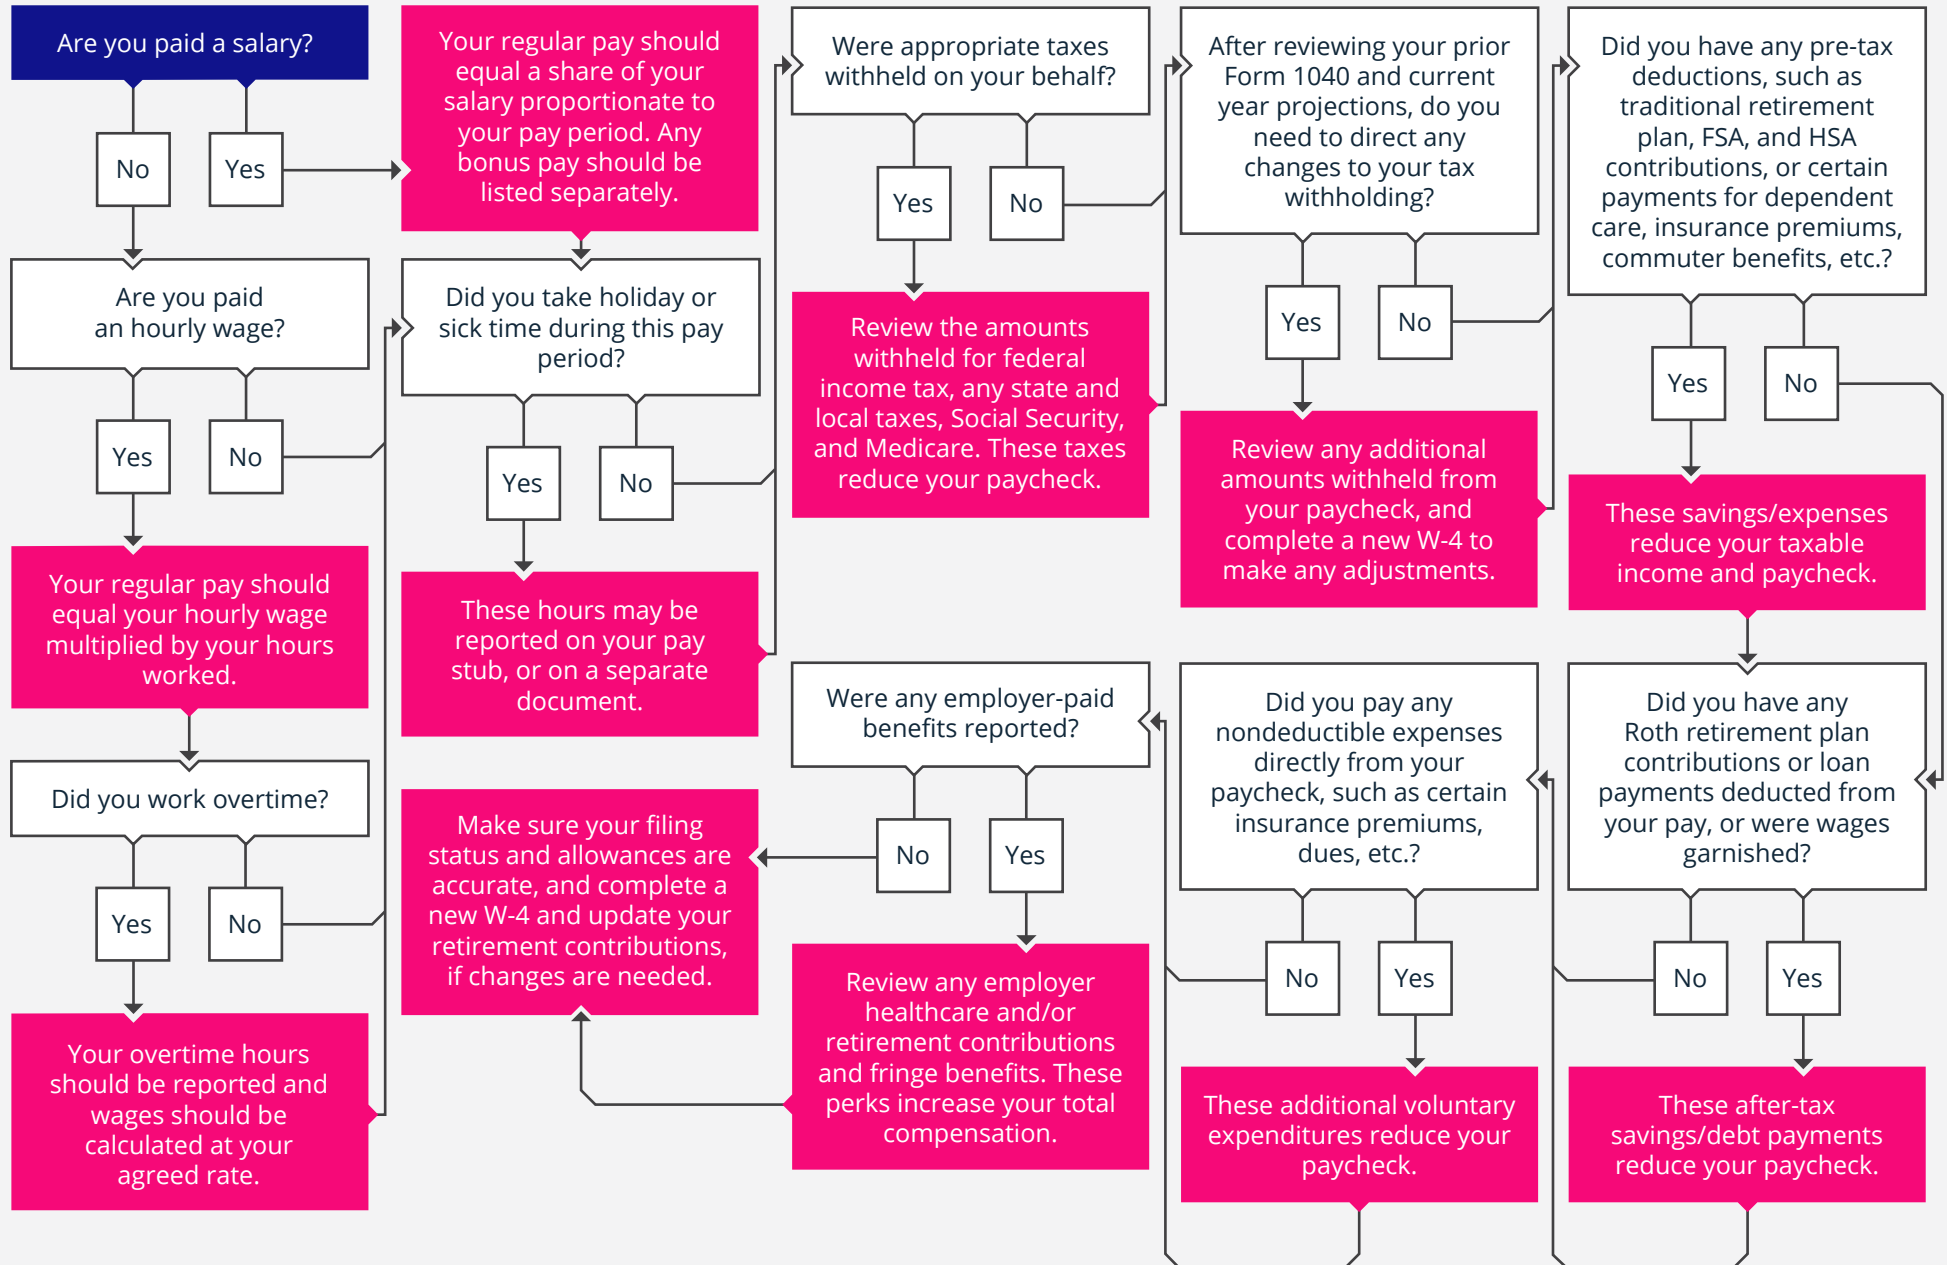 Are you paid a salary?
No
Yes
Are you paid
an hourly wage?
Yes
No
Your regular pay should
equal your hourly wage
multiplied by your hours
worked.
Did you work overtime?
Yes
No
Your overtime hours
should be reported and
wages should be
calculated at your
agreed rate.
Your regular pay should
equal a share of your
salary proportionate to
your pay period. Any
bonus pay should be
listed separately.
Did you take holiday or
sick time during this pay
period?
Yes
No
These hours may be
reported on your pay
stub, or on a separate
document.
Were appropriate taxes
withheld on your behalf?
Yes
No
Review the amounts
withheld for federal
income tax, any state and
local taxes, Social Security,
and Medicare. These taxes
reduce your paycheck.
After reviewing your prior
Form 1040 and current
year projections, do you
need to direct any
changes to your tax
withholding?
Yes
No
Review any additional
amounts withheld from
your paycheck, and
complete a new W-4 to
make any adjustments.
Did you have any pre-tax
deductions, such as
traditional retirement
plan, FSA, and HSA
contributions, or certain
payments for dependent
care, insurance premiums,
commuter benefits, etc.?
Yes
No
These savings/expenses
reduce your taxable
income and paycheck.
Did you have any
Roth retirement plan
contributions or loan
payments deducted from
your pay, or were wages
garnished?
No
Yes
These after-tax
savings/debt payments
reduce your paycheck.
Did you pay any
nondeductible expenses
directly from your
paycheck, such as certain
insurance premiums,
dues, etc.?
No
Yes
These additional voluntary
expenditures reduce your
paycheck.
Were any employer-paid
benefits reported?
No
Yes
Review any employer
healthcare and/or
retirement contributions
and fringe benefits. These
perks increase your total
compensation.
Make sure your filing
status and allowances are
accurate, and complete a
new W-4 and update your
retirement contributions,
if changes are needed.